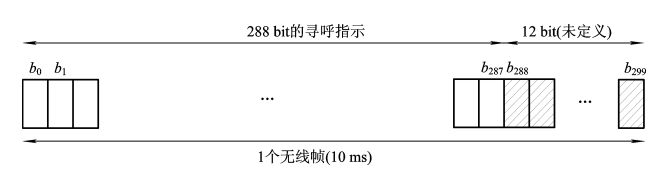 288 bit的寻呼指示 12 bit(未定义)
b0 b1 b287 b288 b299
... ...
1个无线帧(10 ms)